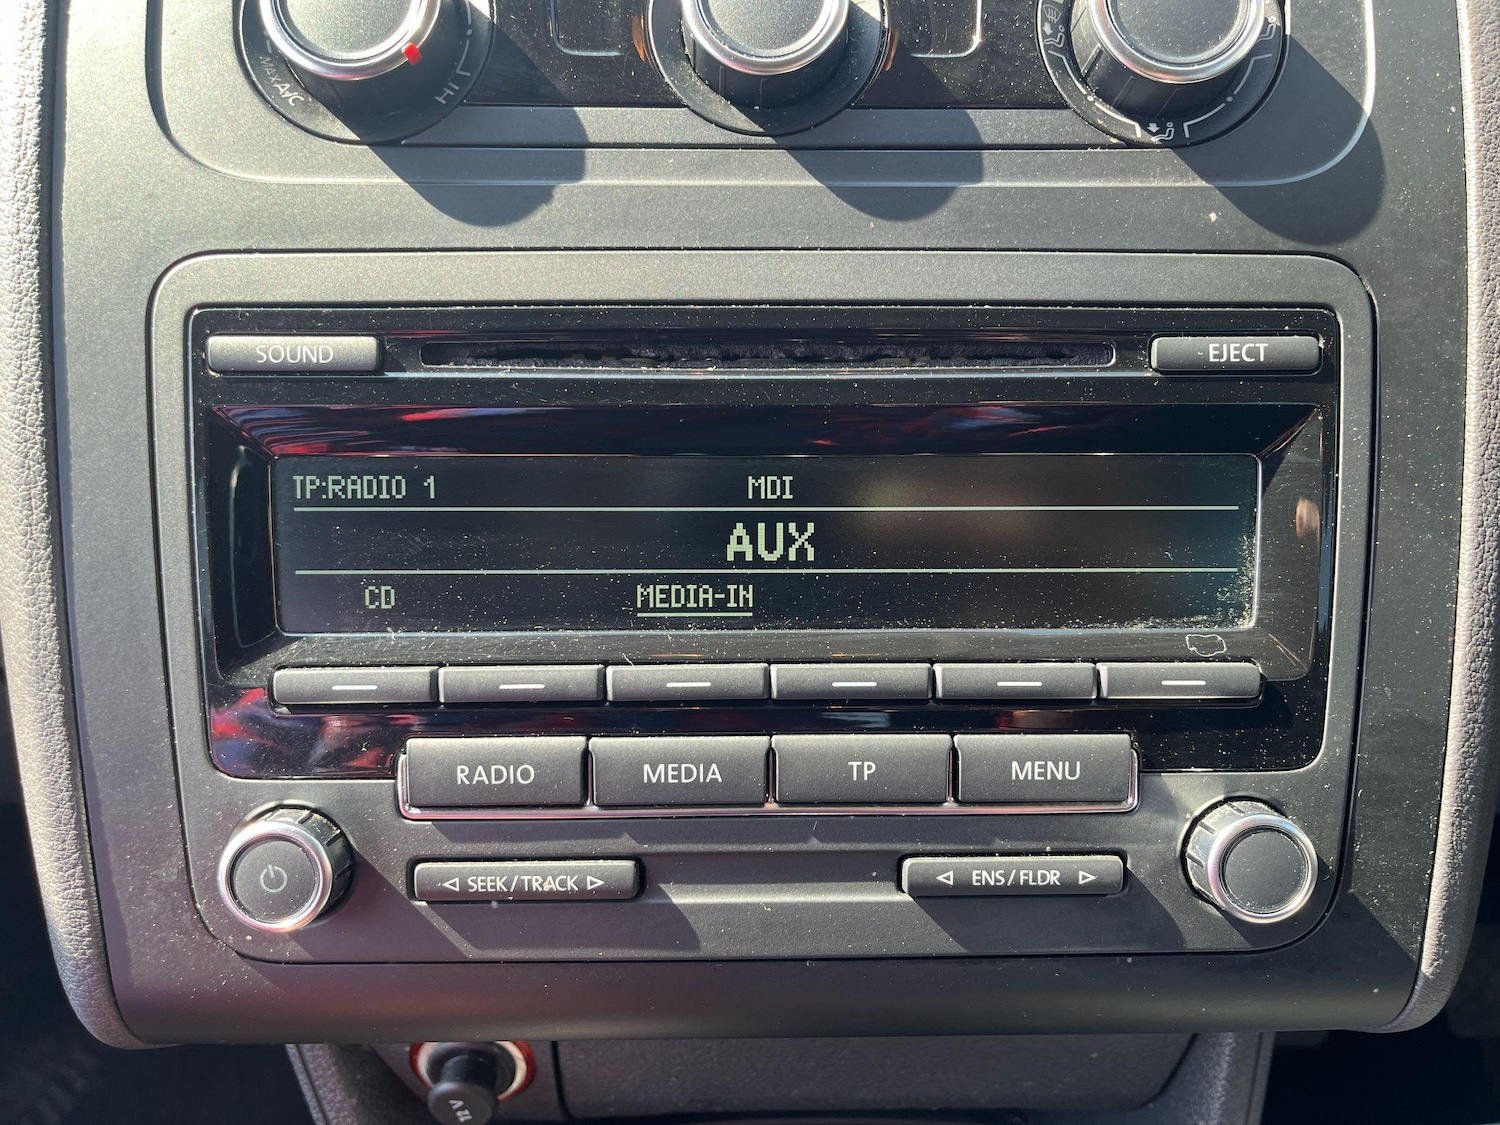 MAX A/C
HI
SOUND
EJECT
TP:RADIO 1
MDI
AUX
CD
MEDIA-IN
RADIO
MEDIA
TP
MENU
SEEK/TRACK
ENS/FLDR
12 V